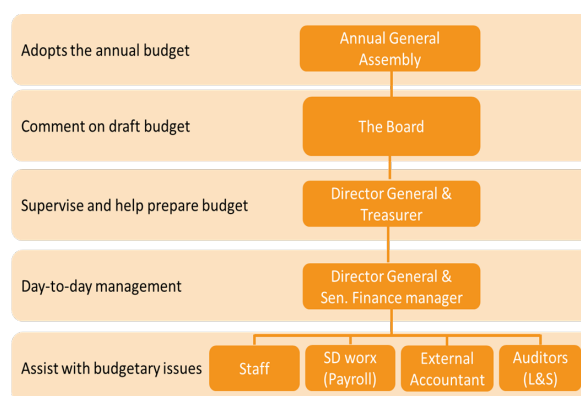 Adopts the annual budget
Annual General
Assembly
Comment on draft budget
The Board
Supervise and help prepare budget
Director General &
Treasurer
Day-to-day management
Director General &
Sen. Finance manager
Assist with budgetary issues
Staff
SD worx
(Payroll)
External
Accountant
Auditors
(L&S)